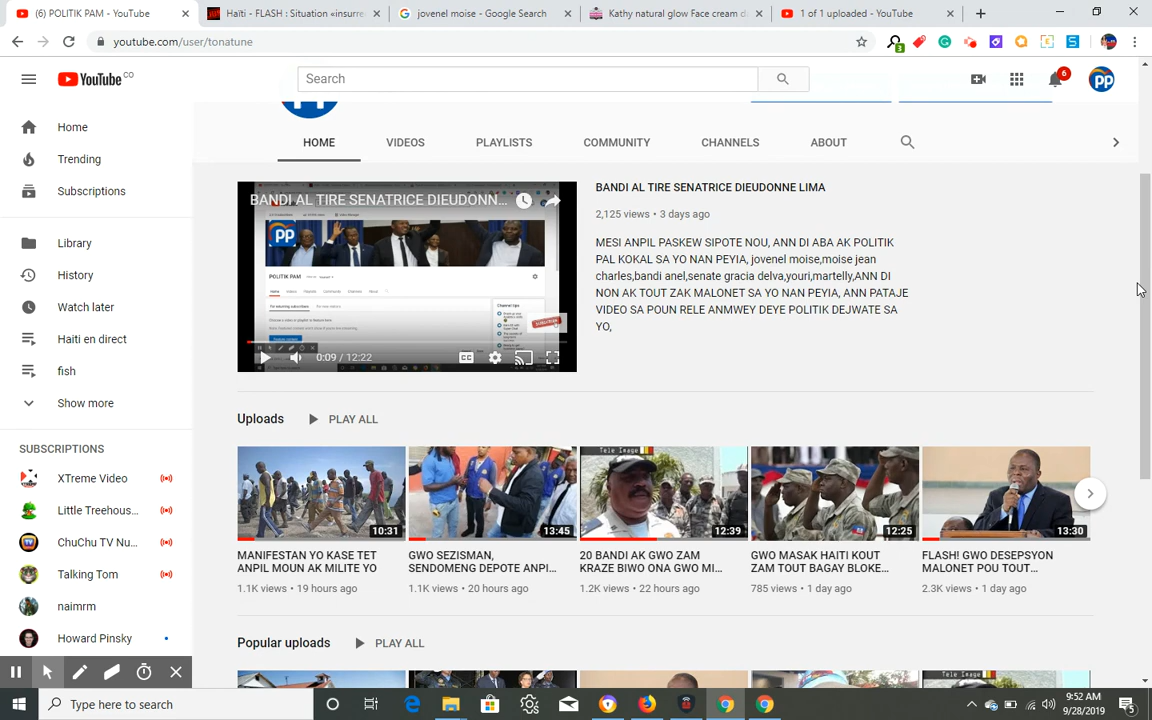 (6) POLITIK PAM - YouTube
Haïti - FLASH : Situation «insurre
jovenel moise - Google Search
Kathy natural glow Face cream d
1 of 1 uploaded - YouTube
youtube.com/user/tonatune
3
YouTube CO
Search
6
pp
Home
Trending
Subscriptions
Library
History
Watch later
Haiti en direct
fish
Show more
SUBSCRIPTIONS
XTreme Video
Little Treehous...
ChuChu TV Nu...
Talking Tom
naimrm
Howard Pinsky
HOME VIDEOS PLAYLISTS COMMUNITY CHANNELS ABOUT
BANDI AL TIRE SENATRICE DIEUDONN...
pp
POLITIK PAM
0:09 / 12:22
CC
BANDI AL TIRE SENATRICE DIEUDONNE LIMA
2,125 views • 3 days ago
MESI ANPIL PASKEW SIPOTE NOU, ANN DI ABA AK POLITIK
PAL KOKAL SA YO NAN PEYIA, jovenel moise,moise jean
charles,bandi anel,senate gracia delva,youri,martelly,ANN DI
NON AK TOUT ZAK MALONET SA YO NAN PEYIA, ANN PATAJE
VIDEO SA POUN RELE ANMWEY DEYE POLITIK DEJWATE SA
YO,
Uploads PLAY ALL
Tele Image
Tele Image
10:31
13:45
12:39
12:25
13:30
MANIFESTAN YO KASE TET
ANPIL MOUN AK MILITE YO
1.1K views • 19 hours ago
GWO SEZISMAN,
SENDOMENG DEPOTE ANPI...
1.1K views • 20 hours ago
20 BANDI AK GWO ZAM
KRAZE BIWO ONA GWO MI...
1.2K views • 22 hours ago
GWO MASAK HAITI KOUT
ZAM TOUT BAGAY BLOKE...
785 views • 1 day ago
FLASH! GWO DESEPSYON
MALONET POU TOUT...
2.3K views • 1 day ago
Popular uploads PLAY ALL
Type here to search
9:52 AM
9/28/2019
5